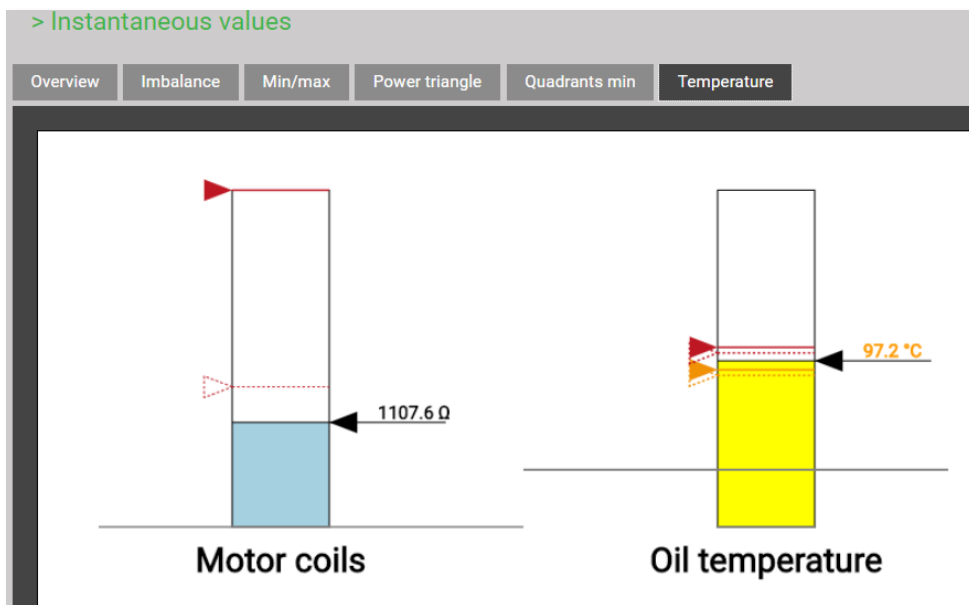 > Instantaneous values
Overview
Imbalance
Min/max
Power triangle
Quadrants min
Temperature
1107.6 Ω
97.2 °C
Motor coils
Oil temperature